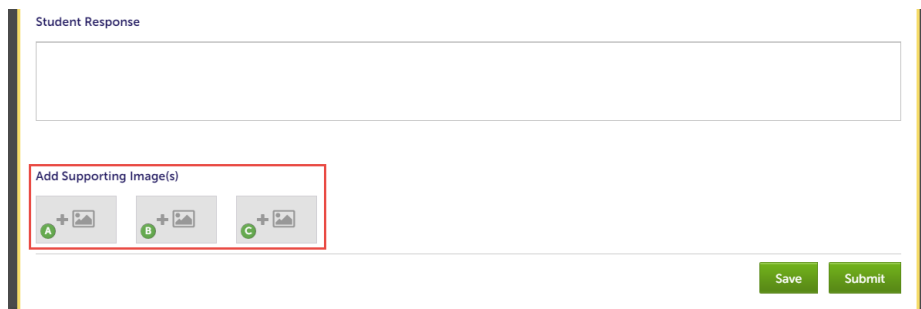 Student Response
Add Supporting Image(s)
A B C
Save Submit